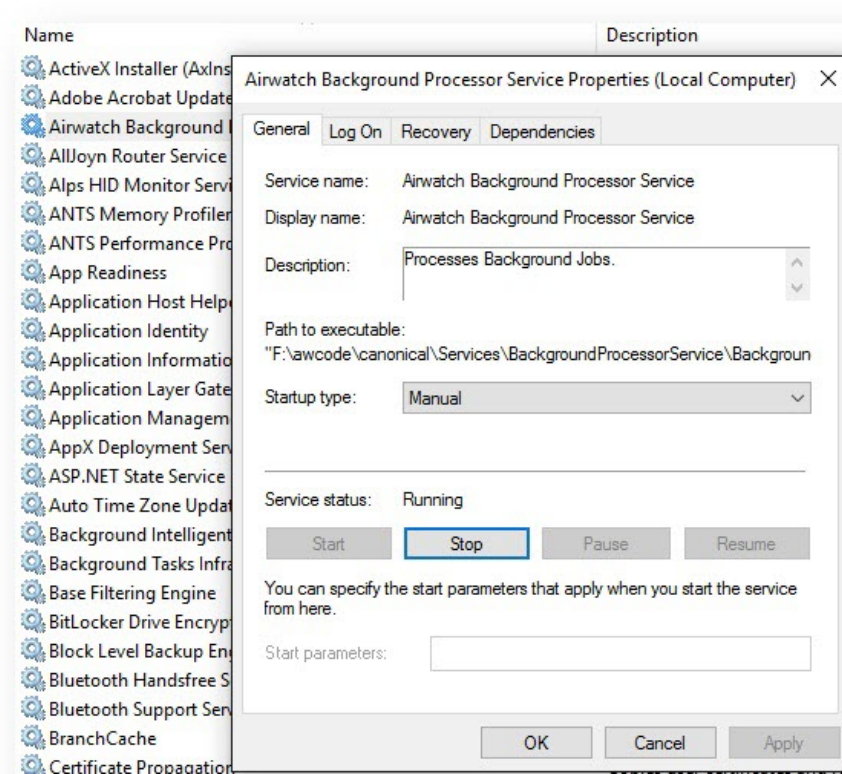 Name Description
ActiveX Installer (AxIns
Adobe Acrobat Update
Airwatch Background
AllJoyn Router Service
Alps HID Monitor Servi
ANTS Memory Profiler
ANTS Performance Pro
App Readiness
Application Host Helpe
Application Identity
Application Informatio
Application Layer Gate
Application Managem
AppX Deployment Serv
ASP.NET State Service
Auto Time Zone Updat
Background Intelligent
Background Tasks Infra
Base Filtering Engine
BitLocker Drive Encryp
Block Level Backup Eng
Bluetooth Handsfree S
Bluetooth Support Serv
BranchCache
Certificate Propagation
Airwatch Background Processor Service Properties (Local Computer)
General Log On Recovery Dependencies
Service name: Airwatch Background Processor Service
Display name: Airwatch Background Processor Service
Description: Processes Background Jobs.
Path to executable:
"F:\awcode\canonical\Services\BackgroundProcessorService\Backgroun
Startup type: Manual
Service status: Running
Start Stop Pause Resume
You can specify the start parameters that apply when you start the service
from here.
Start parameters:
OK Cancel Apply